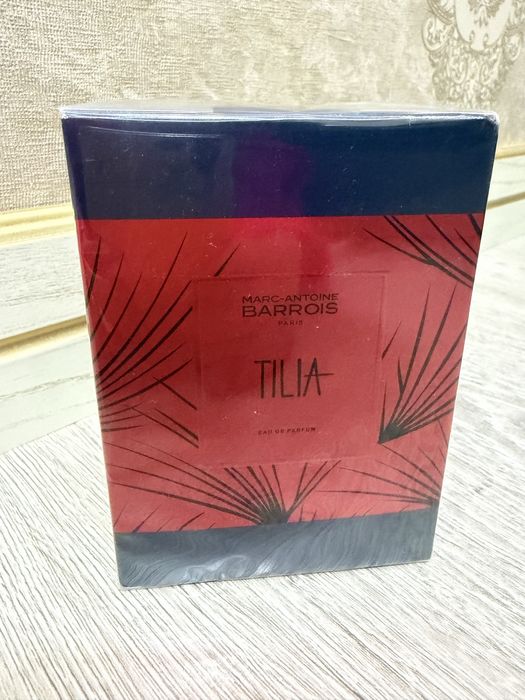 MARC-ANTOINE
BARROIS
PARIS
TILIA
EAU DE PARFUM